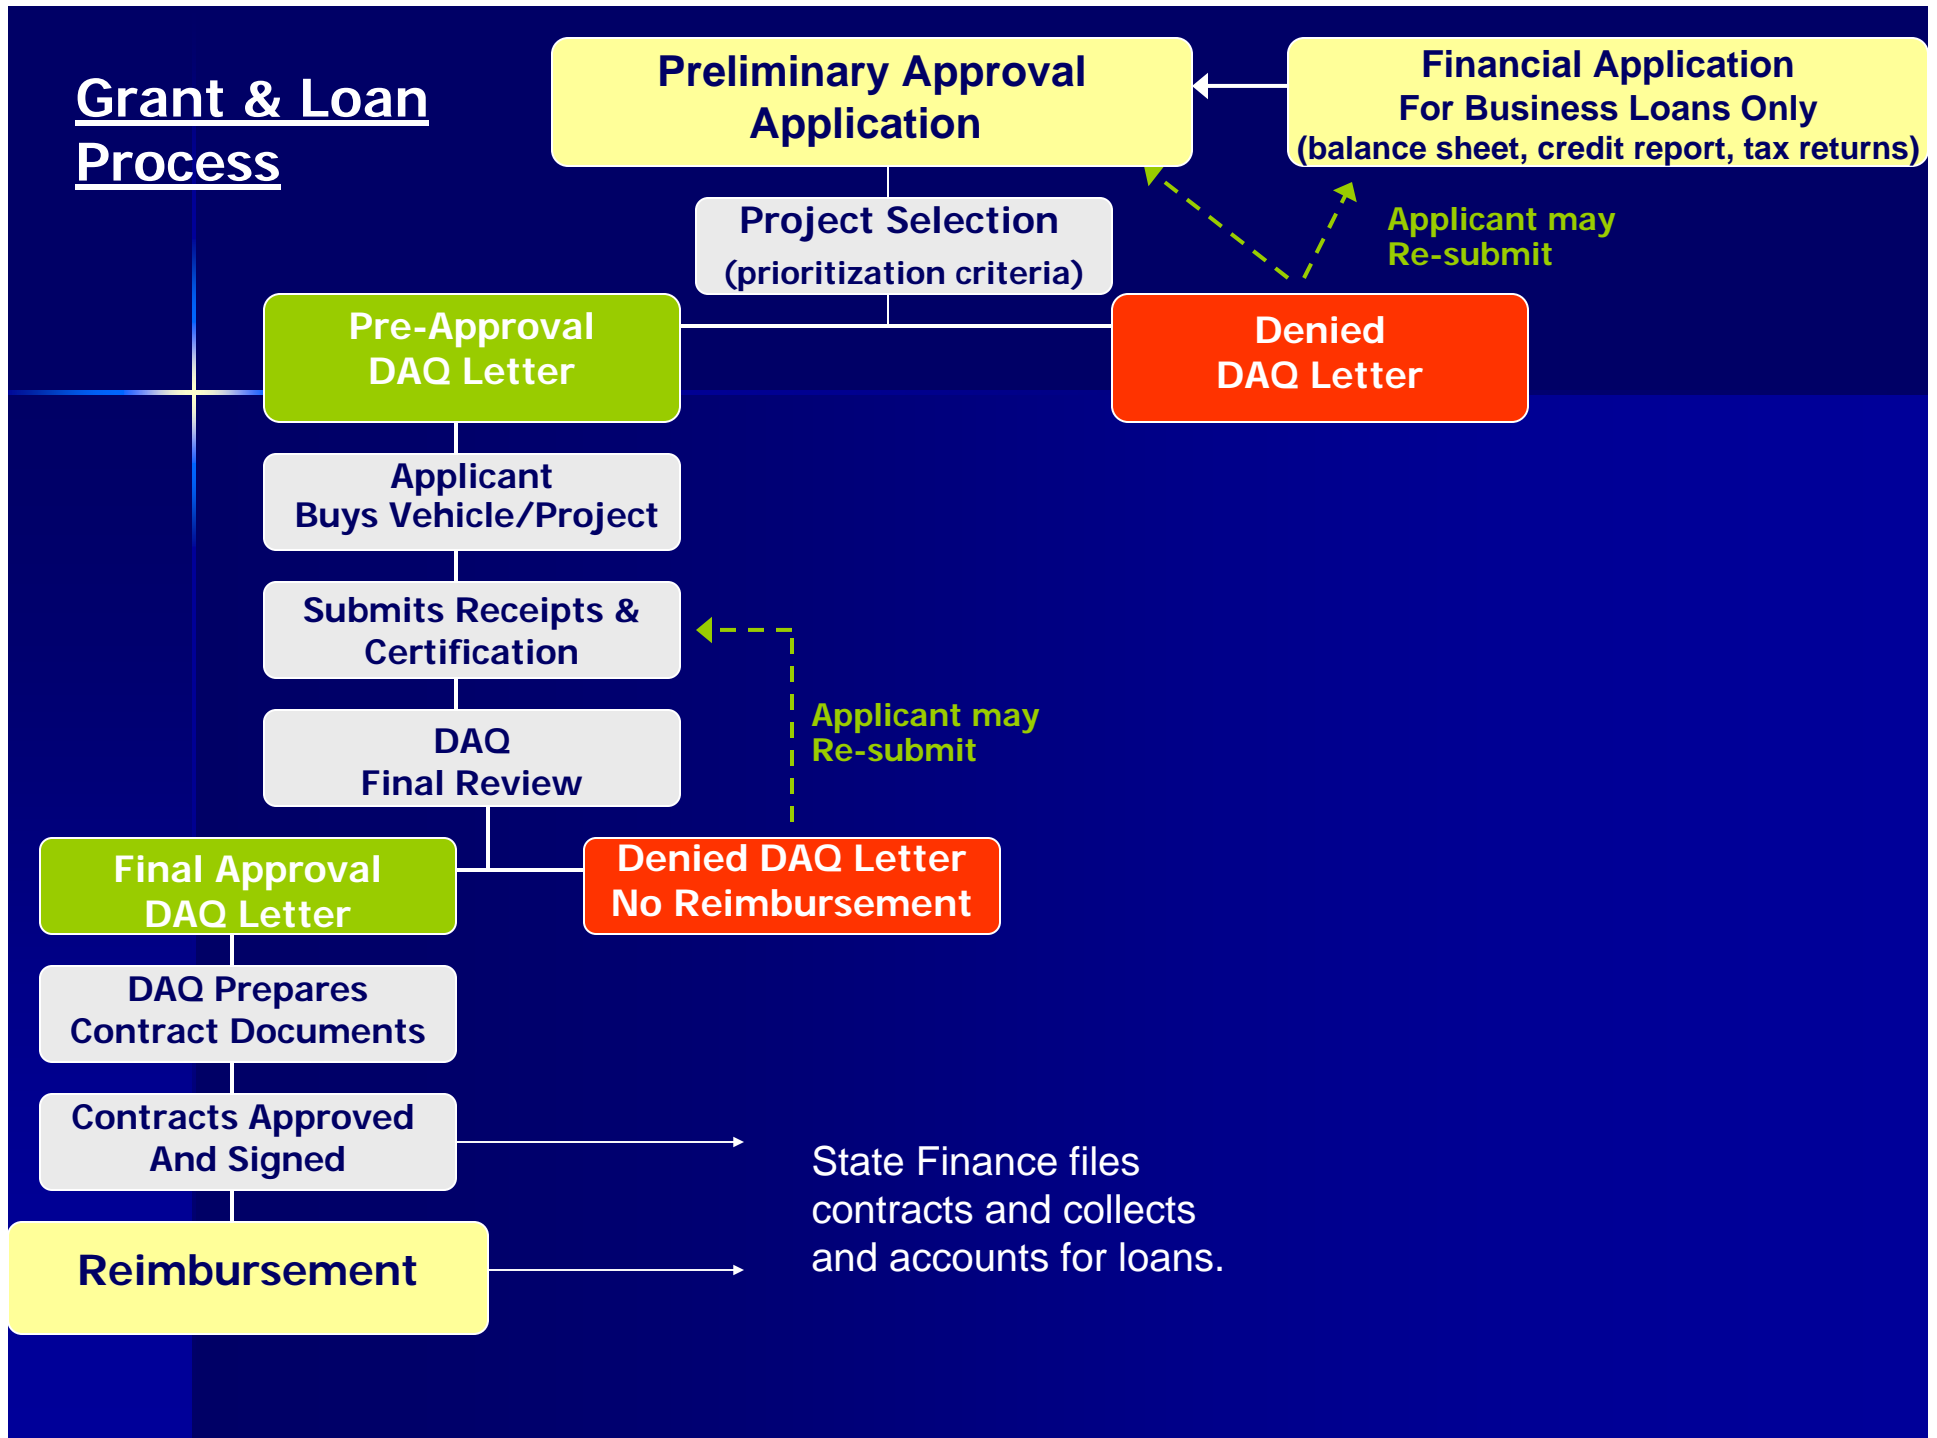 Grant & Loan
Process
Preliminary Approval
Application
Financial Application
For Business Loans Only
(balance sheet, credit report, tax returns)
Project Selection
(prioritization criteria)
Applicant may
Re-submit
Pre-Approval
DAQ Letter
Denied
DAQ Letter
Applicant
Buys Vehicle/Project
Submits Receipts &
Certification
Applicant may
Re-submit
DAQ
Final Review
Final Approval
DAQ Letter
Denied DAQ Letter
No Reimbursement
DAQ Prepares
Contract Documents
Contracts Approved
And Signed
State Finance files
contracts and collects
and accounts for loans.
Reimbursement